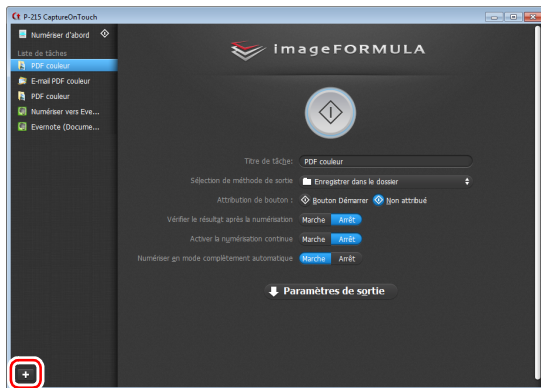 P-215 CaptureOnTouch
Numériser d'abord
Liste de tâches
PDF couleur
E-mail PDF couleur
PDF couleur
Numériser vers Eve...
Evernote (Docume...
imageFORMULA
Titre de tâche: PDF couleur
Sélection de méthode de sortie Enregistrer dans le dossier
Attribution de bouton : Bouton Démarrer Non attribué
Vérifier le résultat après la numérisation Marche Arrêt
Activer la numérisation continue Marche Arrêt
Numériser en mode complètement automatique Marche Arrêt
Paramètres de sortie